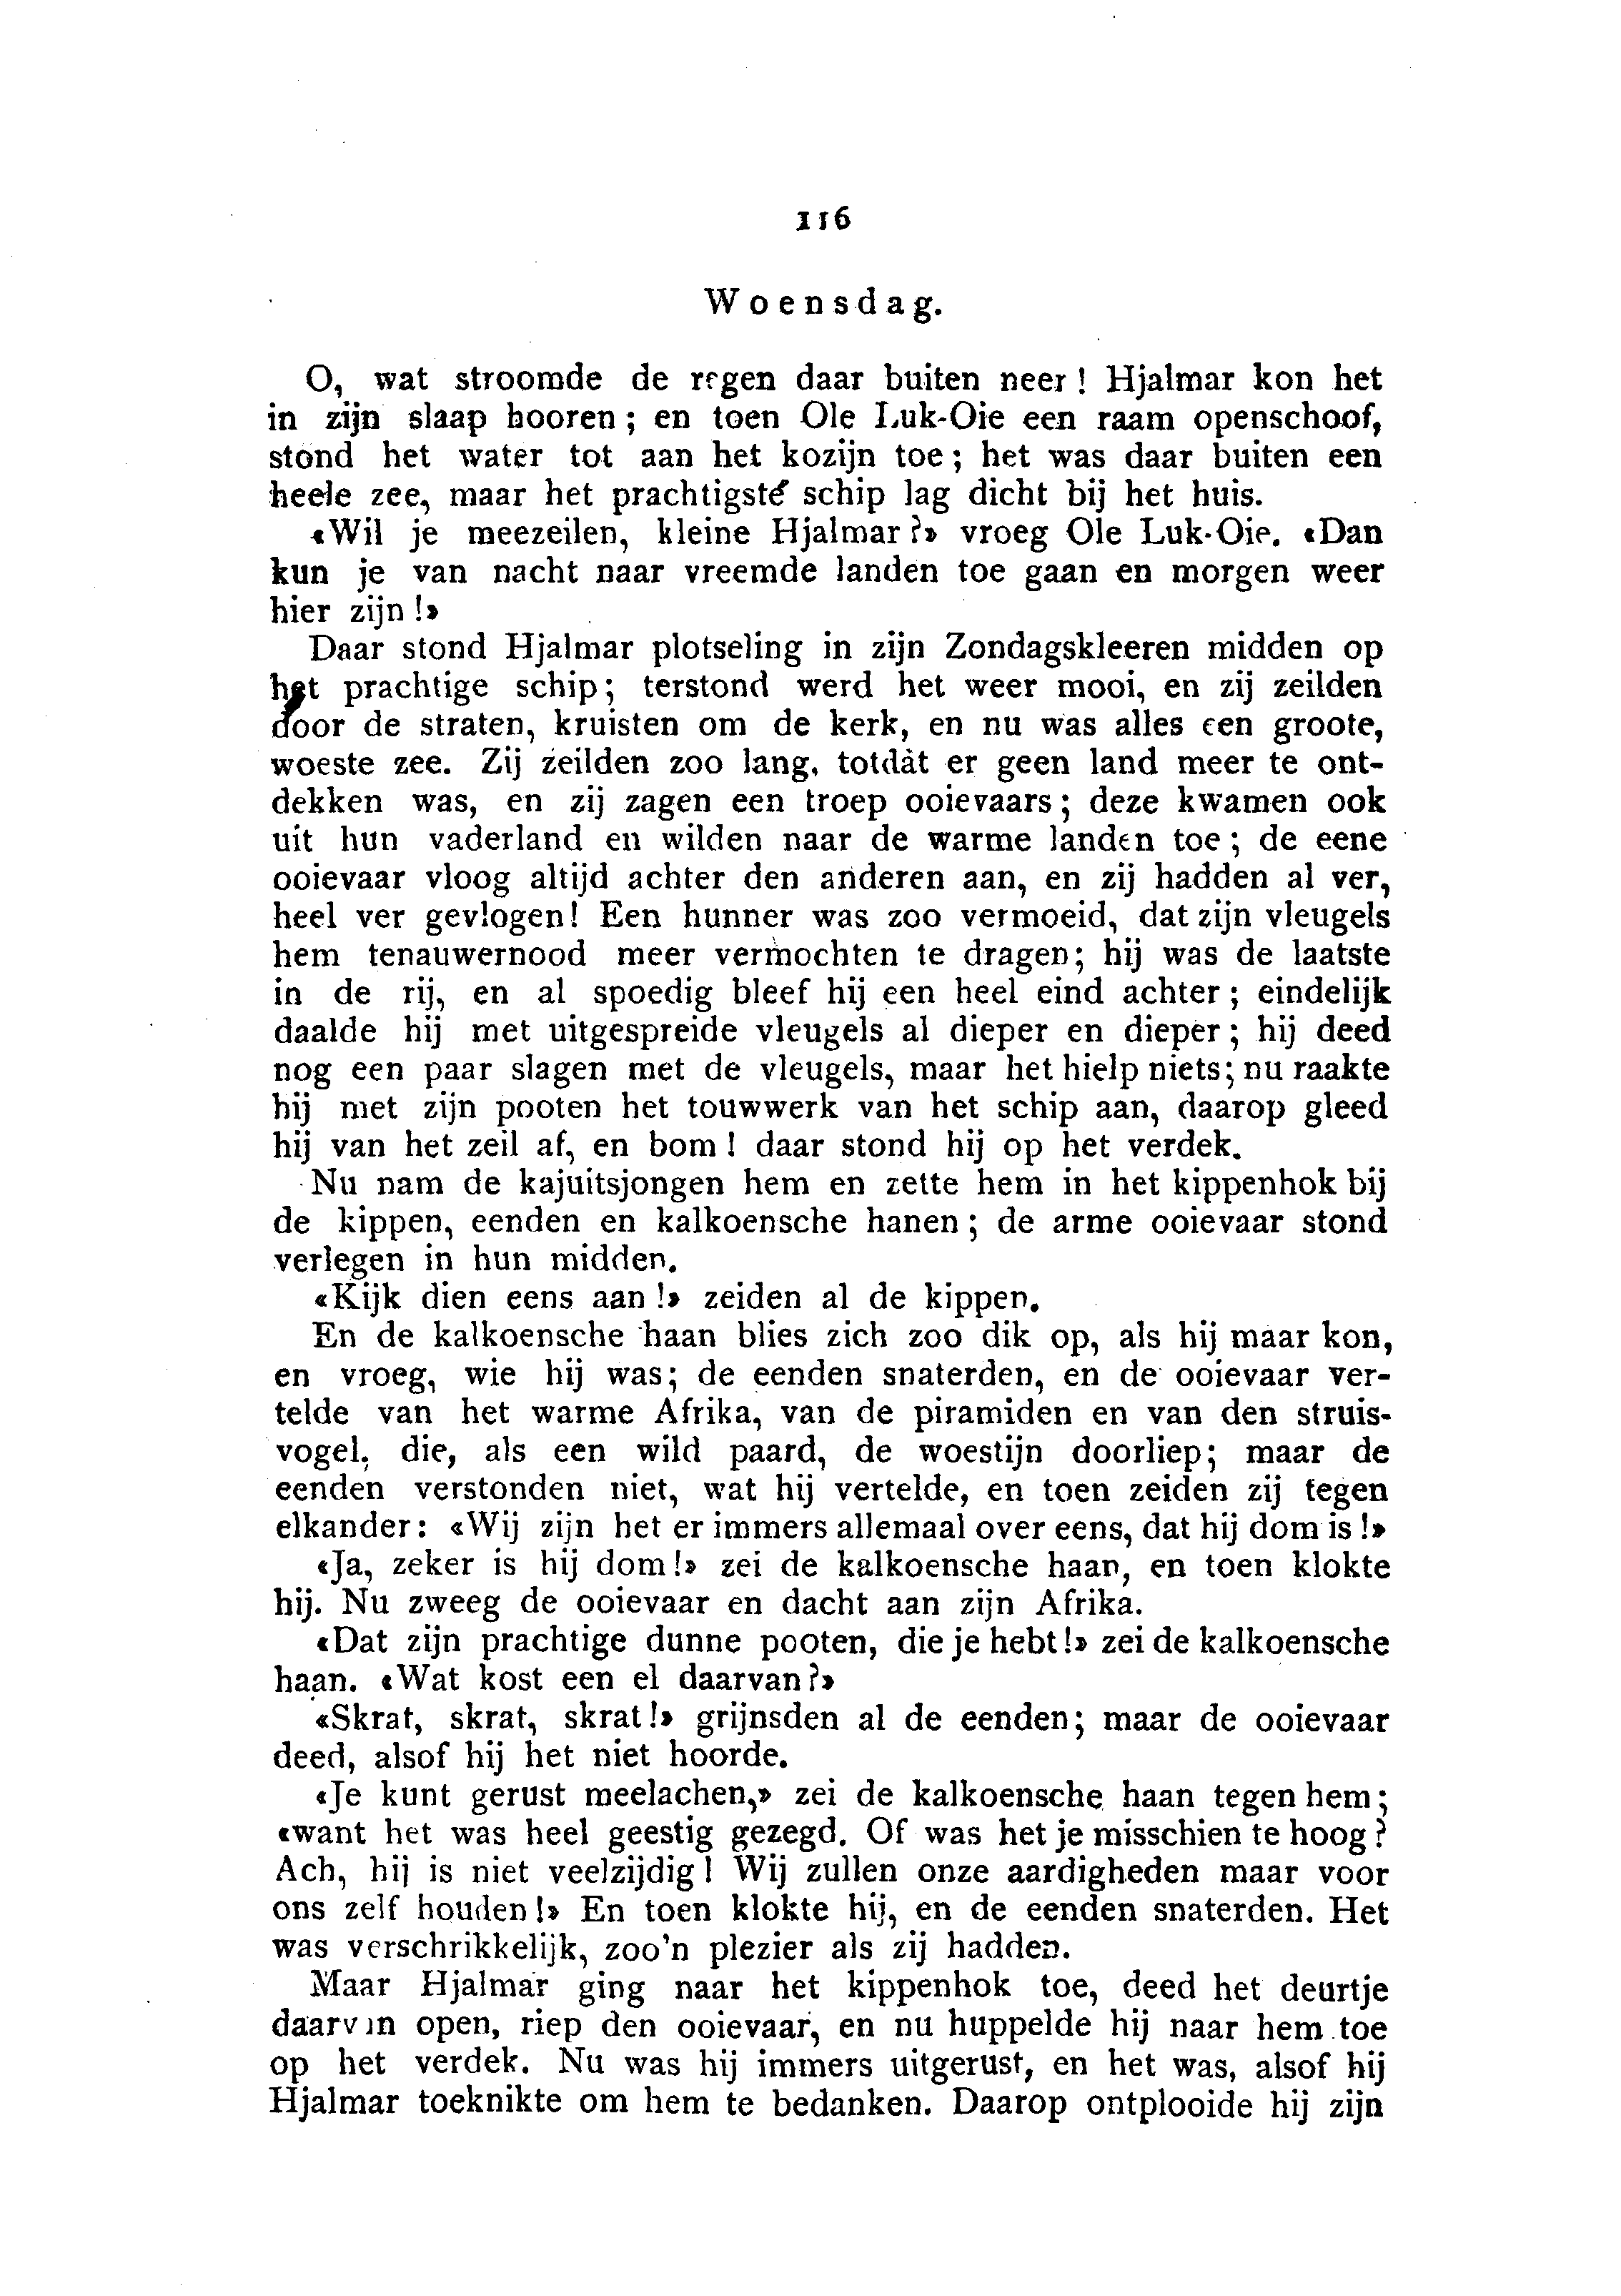 116
Woensdag.
O, wat stroomde de regen daar buiten neer! Hjalmar kon het
in zijn slaap hooren; en toen Ole Luk-Oie een raam openschoof,
stond het water tot aan het kozijn toe; het was daar buiten een
heele zee, maar het prachtigste schip lag dicht bij het huis.
«Wil je meezeilen, kleine Hjalmar?» vroeg Ole Luk-Oie. «Dan
kun je van nacht naar vreemde landen toe gaan en morgen weer
hier zijn!»
Daar stond Hjalmar plotseling in zijn Zondagskleeren midden op
het prachtige schip; terstond werd het weer mooi, en zij zeilden
door de straten, kruisten om de kerk, en nu was alles een groote,
woeste zee. Zij zeilden zoo lang, totdat er geen land meer te ont-
dekken was, en zij zagen een troep ooievaars; deze kwamen ook
uit hun vaderland en wilden naar de warme landen toe; de eene
ooievaar vloog altijd achter den anderen aan, en zij hadden al ver,
heel ver gevlogen! Een hunner was zoo vermoeid, dat zijn vleugels
hem tenauwernood meer vermochten te dragen; hij was de laatste
in de rij, en al spoedig bleef hij een heel eind achter; eindelijk
daalde hij met uitgespreide vleugels al dieper en dieper; hij deed
nog een paar slagen met de vleugels, maar het hielp niets; nu raakte
hij met zijn pooten het touwwerk van het schip aan, daarop gleed
hij van het zeil af, en bom! daar stond hij op het verdek.
Nu nam de kajuitsjongen hem en zette hem in het kippenhok bij
de kippen, eenden en kalkoensche hanen; de arme ooievaar stond
verlegen in hun midden.
«Kijk dien eens aan!» zeiden al de kippen.
En de kalkoensche haan blies zich zoo dik op, als hij maar kon,
en vroeg, wie hij was; de eenden snaterden, en de ooievaar ver-
telde van het warme Afrika, van de piramiden en van den struis-
vogel, die, als een wild paard, de woestijn doorliep; maar de
eenden verstonden niet, wat hij vertelde, en toen zeiden zij tegen
elkander: «Wij zijn het er immers allemaal over eens, dat hij dom is!»
«Ja, zeker is hij dom!» zei de kalkoensche haan, en toen klokte
hij. Nu zweeg de ooievaar en dacht aan zijn Afrika.
«Dat zijn prachtige dunne pooten, die je hebt!» zei de kalkoensche
haan. «Wat kost een el daarvan?»
«Skrat, skrat, skrat!» grijnsden al de eenden; maar de ooievaar
deed, alsof hij het niet hoorde.
«Je kunt gerust meelachen,» zei de kalkoensche haan tegen hem;
«want het was heel geestig gezegd. Of was het je misschien te hoog?
Ach, hij is niet veelzijdig! Wij zullen onze aardigheden maar voor
ons zelf houden!» En toen klokte hij, en de eenden snaterden. Het
was verschrikkelijk, zoo'n plezier als zij hadden.
Maar Hjalmar ging naar het kippenhok toe, deed het deurtje
daarvan open, riep den ooievaar, en nu huppelde hij naar hem toe
op het verdek. Nu was hij immers uitgerust, en het was, alsof hij
Hjalmar toeknikte om hem te bedanken. Daarop ontplooide hij zijn